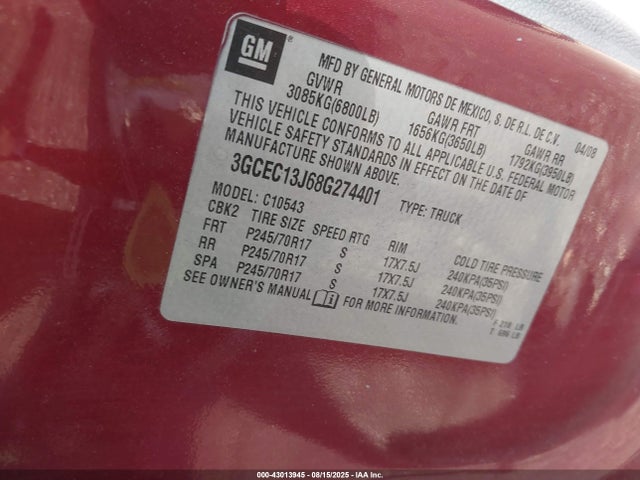 GM
MFD BY GENERAL MOTORS DE MEXICO, S. DE R.L. DE C.V.
GVWR GAWR FRT GAWR RR 04/08
3085KG(6800LB) 1656KG(3650LB) 1792KG(3950LB)
THIS VEHICLE CONFORMS TO ALL APPLICABLE U.S. FEDERAL MOTOR
VEHICLE SAFETY STANDARDS IN EFFECT ON THE DATE OF
MANUFACTURE SHOWN ABOVE.
3GCEC13J68G274401 TYPE: TRUCK
MODEL: C10543
CBK2 TIRE SIZE SPEED RTG RIM COLD TIRE PRESSURE
FRT P245/70R17 S 17X7.5J 240KPA(35PSI)
RR P245/70R17 S 17X7.5J 240KPA(35PSI)
SPA P245/70R17 S 17X7.5J 240KPA(35PSI)
SEE OWNER'S MANUAL FOR MORE INFORMATION.
000-43013945 - 08/15/2025 - IAA Inc.